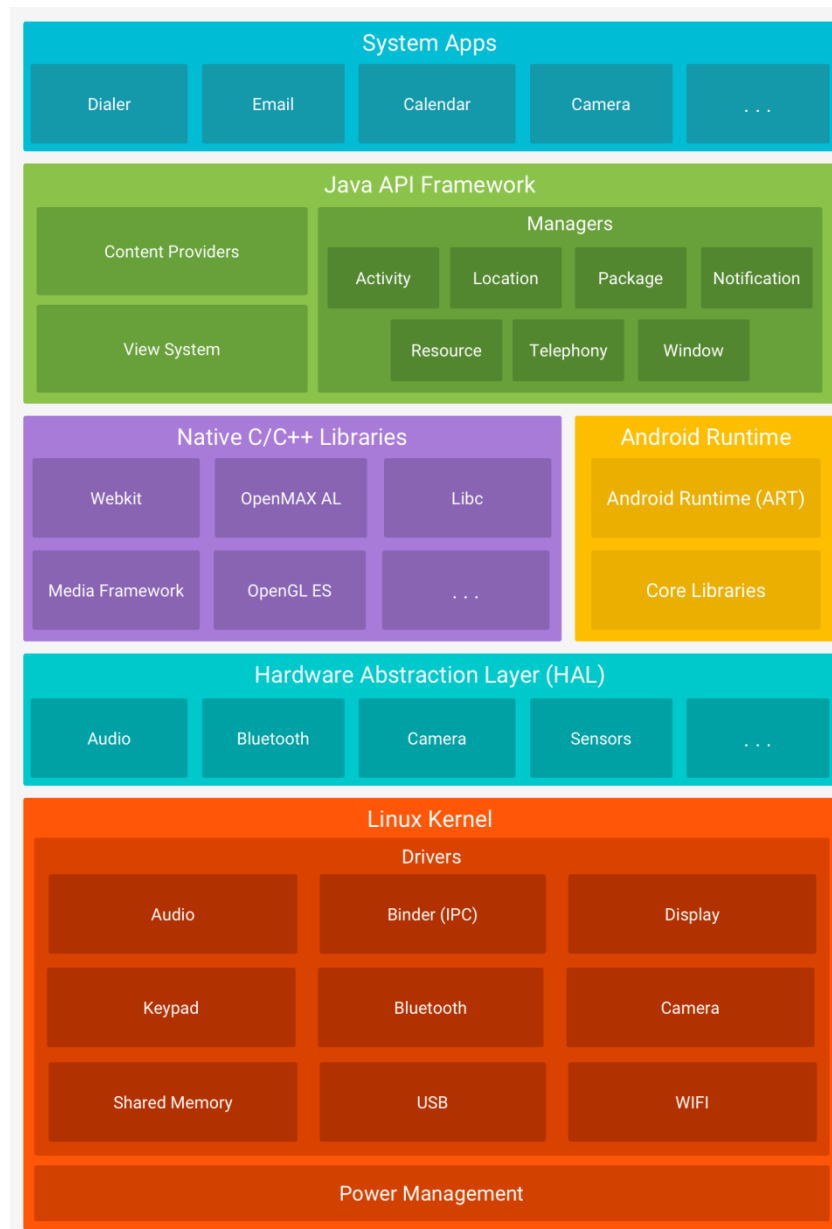 System Apps
Dialer
Email
Calendar
Camera
. . .
Java API Framework
Content Providers
View System
Managers
Activity
Location
Package
Notification
Resource
Telephony
Window
Native C/C++ Libraries
Webkit
OpenMAX AL
Libc
Media Framework
OpenGL ES
. . .
Android Runtime
Android Runtime (ART)
Core Libraries
Hardware Abstraction Layer (HAL)
Audio
Bluetooth
Camera
Sensors
. . .
Linux Kernel
Drivers
Audio
Binder (IPC)
Display
Keypad
Bluetooth
Camera
Shared Memory
USB
WIFI
Power Management